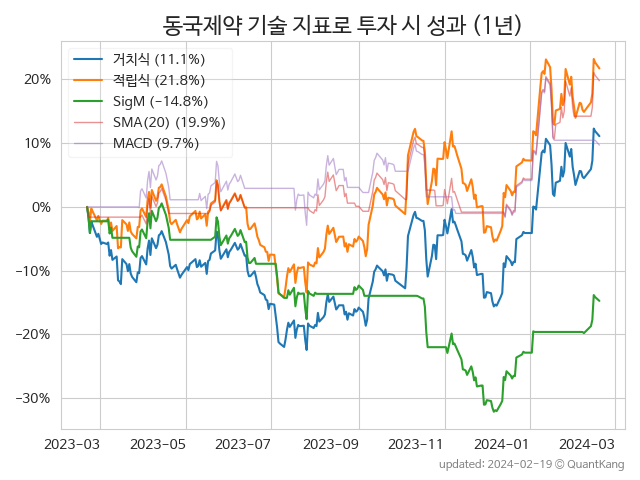 동국제약 기술 지표로 투자 시 성과 (1년)
거치식 (11.1%)
적립식 (21.8%)
SigM (−14.8%)
SMA(20) (19.9%)
MACD (9.7%)
20%
10%
0%
−10%
−20%
−30%
2023-03 2023-05 2023-07 2023-09 2023-11 2024-01 2024-03
updated: 2024-02-19 © QuantKang